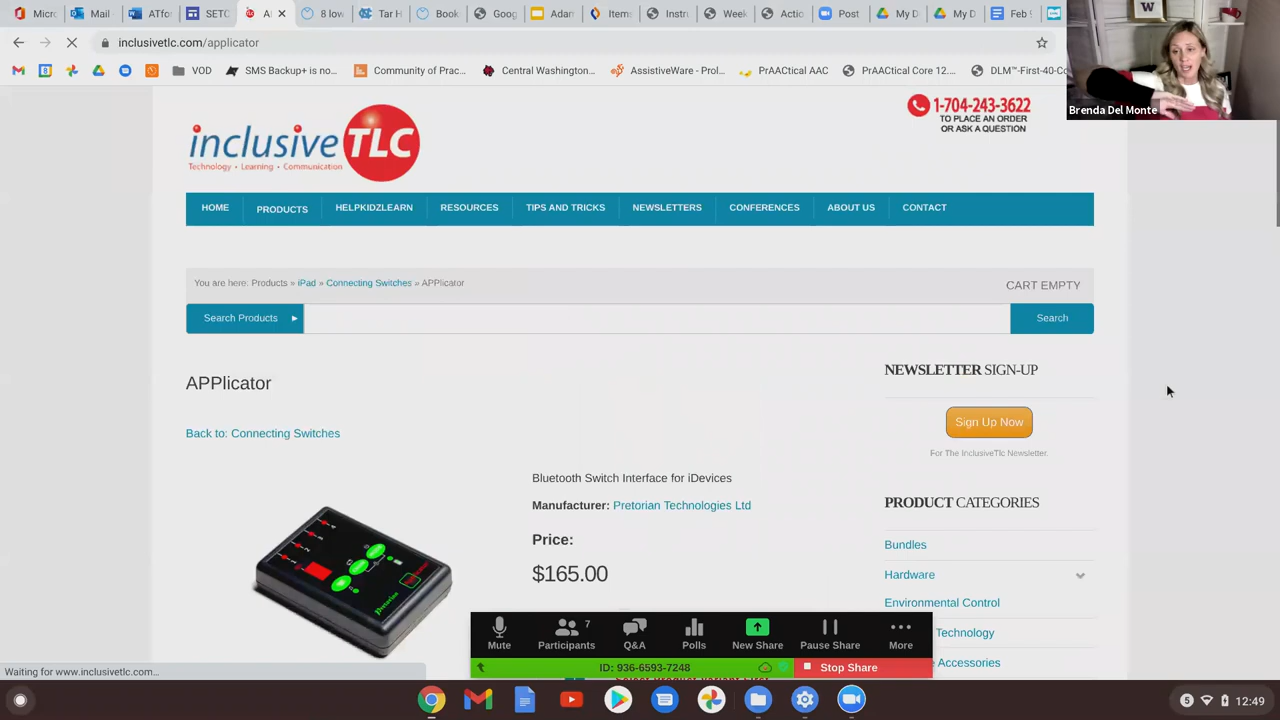 Micro
Mail
ATfor
SETC
8 low
Tar H
Book
Goog
Adan
Items
Instru
Week
Actio
Post
My D
My D
Feb 9
inclusivetlc.com/applicator
VOD
SMS Backup+ is no...
Community of Prac...
Central Washington...
AssistiveWare - Prol...
PrAACtical AAC
PrAACtical Core 12...
DLM™-First-40-Co
W
Brenda Del Monte
inclusive TLC
Technology • Learning • Communication
1-704-243-3622
TO PLACE AN ORDER
OR ASK A QUESTION
HOME PRODUCTS HELPKIDZLEARN RESOURCES TIPS AND TRICKS NEWSLETTERS CONFERENCES ABOUT US CONTACT
You are here: Products » iPad » Connecting Switches » APPlicator
CART EMPTY
Search Products
Search
APPlicator
NEWSLETTER SIGN-UP
Back to: Connecting Switches
Sign Up Now
For The InclusiveTlc Newsletter.
Bluetooth Switch Interface for iDevices
Manufacturer: Pretorian Technologies Ltd
PRODUCT CATEGORIES
Price:
$165.00
Bundles
Hardware
Environmental Control
Technology
Accessories
Mute
Participants
7
Q&A
Polls
New Share
Pause Share
More
ID: 936-6593-7248
Stop Share
Waiting for www.inclusivetlc.com...
5
12:49